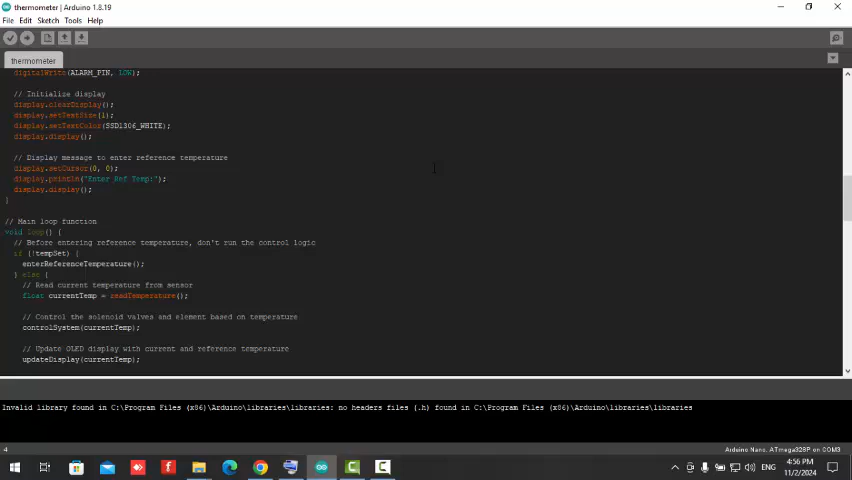 thermometer | Arduino 1.8.19
File Edit Sketch Tools Help
thermometer
digitalWrite(ALARM_PIN, LOW);
// Initialize display
display.clearDisplay();
display.setTextSize(1);
display.setTextColor(SSD1306_WHITE);
display.display();
// Display message to enter reference temperature
display.setCursor(0, 0);
display.println("Enter Ref Temp:");
display.display();
}
// Main loop function
void loop() {
// Before entering reference temperature, don't run the control logic
if (!tempSet) {
enterReferenceTemperature();
} else {
// Read current temperature from sensor
float currentTemp = readTemperature();
// Control the solenoid valves and element based on temperature
controlSystem(currentTemp);
// Update OLED display with current and reference temperature
updateDisplay(currentTemp);
Invalid library found in C:\Program Files (x86)\Arduino\libraries\libraries: no headers files (.h) found in C:\Program Files (x86)\Arduino\libraries\libraries
4
Arduino Nano, ATmega328P on COM3
ENG
4:56 PM
11/2/2024